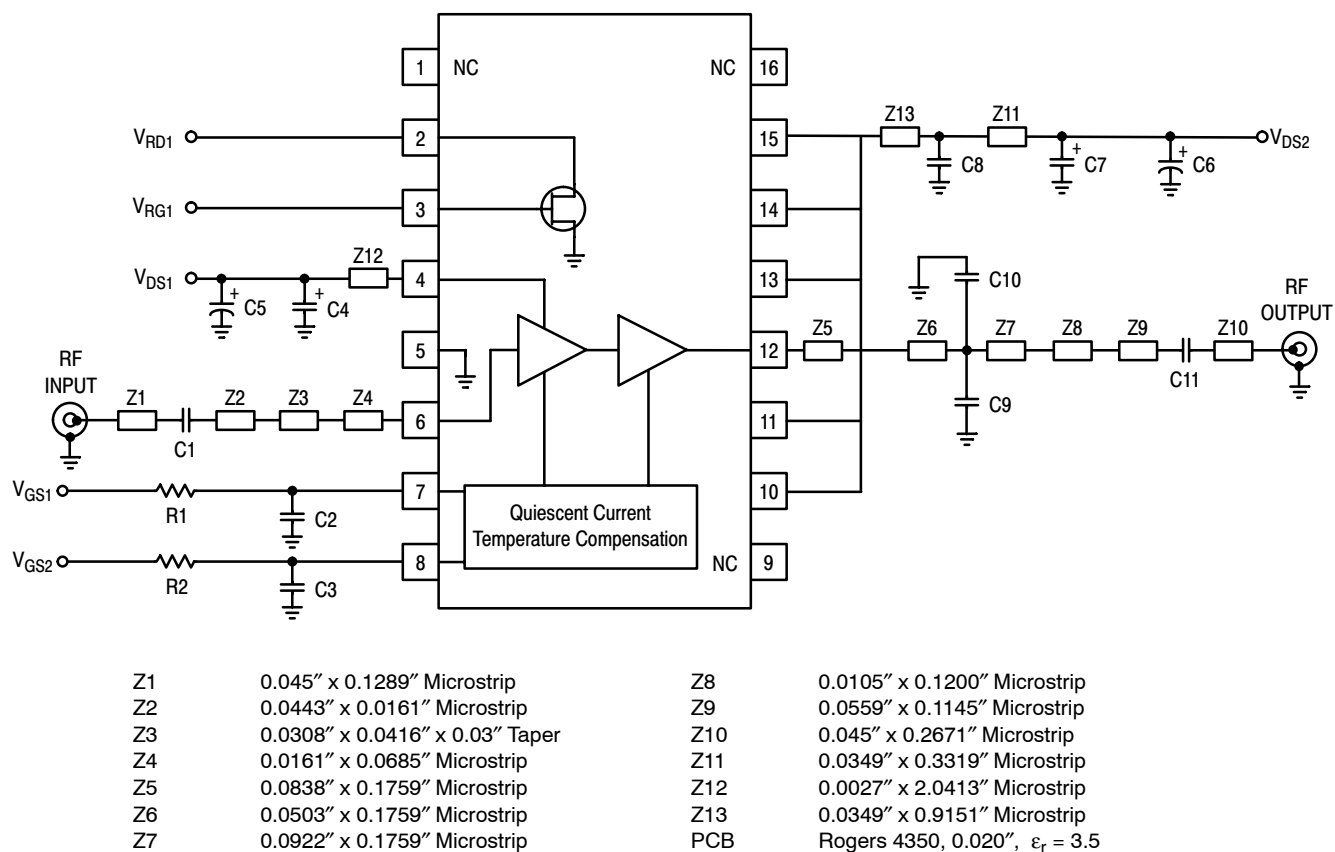 1 NC NC 16
V_RD1 2 15 Z13 Z11 V_DS2
C8 + C7 + C6
V_RG1 3 14
V_DS1 Z12 4 13
+ C5 + C4 C10
RF OUTPUT
5 12 Z5 Z6 Z7 Z8 Z9 Z10
C11
RF INPUT
Z1 Z2 Z3 Z4 6 11 C9
C1
V_GS1 7 10
R1 C2
Quiescent Current
Temperature Compensation
V_GS2 8 NC 9
R2 C3
Z1 0.045″ x 0.1289″ Microstrip
Z2 0.0443″ x 0.0161″ Microstrip
Z3 0.0308″ x 0.0416″ x 0.03″ Taper
Z4 0.0161″ x 0.0685″ Microstrip
Z5 0.0838″ x 0.1759″ Microstrip
Z6 0.0503″ x 0.1759″ Microstrip
Z7 0.0922″ x 0.1759″ Microstrip
Z8 0.0105″ x 0.1200″ Microstrip
Z9 0.0559″ x 0.1145″ Microstrip
Z10 0.045″ x 0.2671″ Microstrip
Z11 0.0349″ x 0.3319″ Microstrip
Z12 0.0027″ x 2.0413″ Microstrip
Z13 0.0349″ x 0.9151″ Microstrip
PCB Rogers 4350, 0.020″, ε_r = 3.5